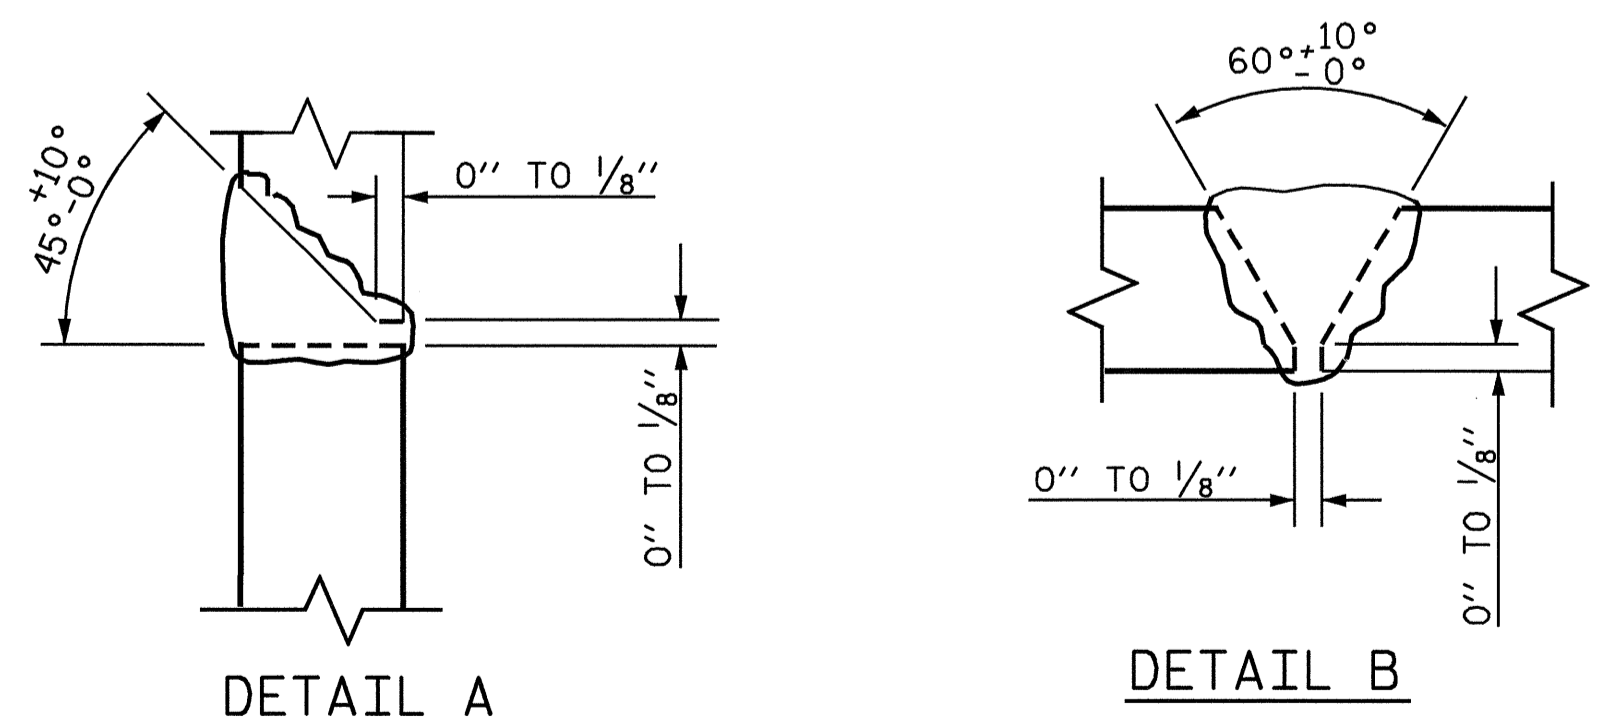 45°+10°-0°
0" TO 1/8"
0" TO 1/8"
DETAIL A
60°+10°-0°
0" TO 1/8"
0" TO 1/8"
DETAIL B